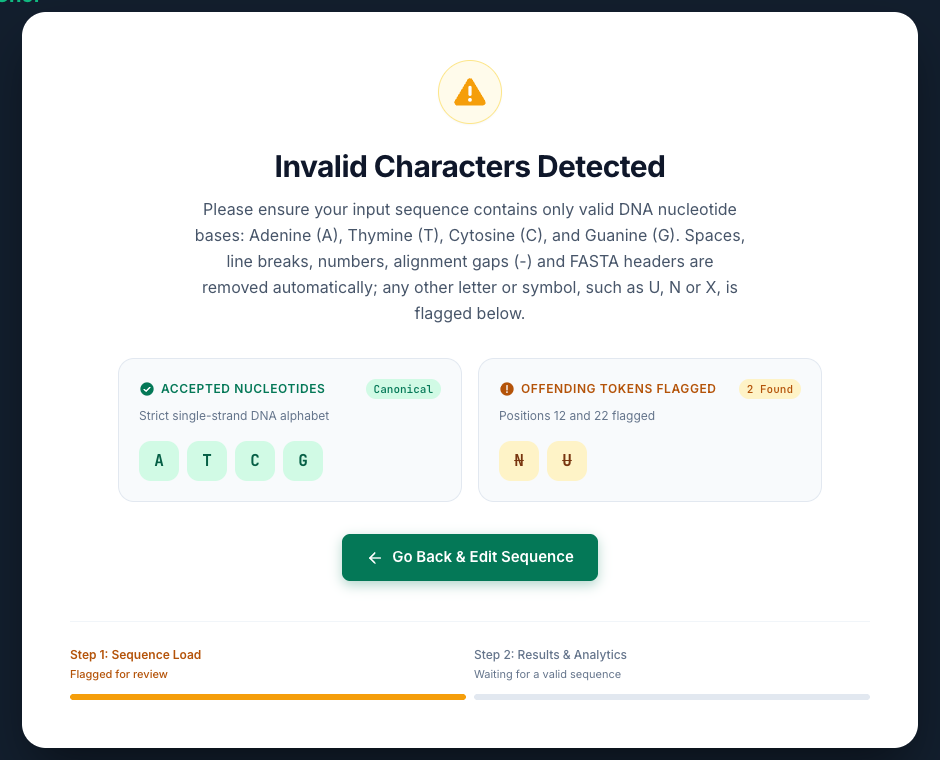 Invalid Characters Detected
Please ensure your input sequence contains only valid DNA nucleotide
bases: Adenine (A), Thymine (T), Cytosine (C), and Guanine (G). Spaces,
line breaks, numbers, alignment gaps (-) and FASTA headers are
removed automatically; any other letter or symbol, such as U, N or X, is
flagged below.
ACCEPTED NUCLEOTIDES Canonical
Strict single-strand DNA alphabet
A T C G
OFFENDING TOKENS FLAGGED 2 Found
Positions 12 and 22 flagged
N U
Go Back & Edit Sequence
Step 1: Sequence Load
Flagged for review
Step 2: Results & Analytics
Waiting for a valid sequence